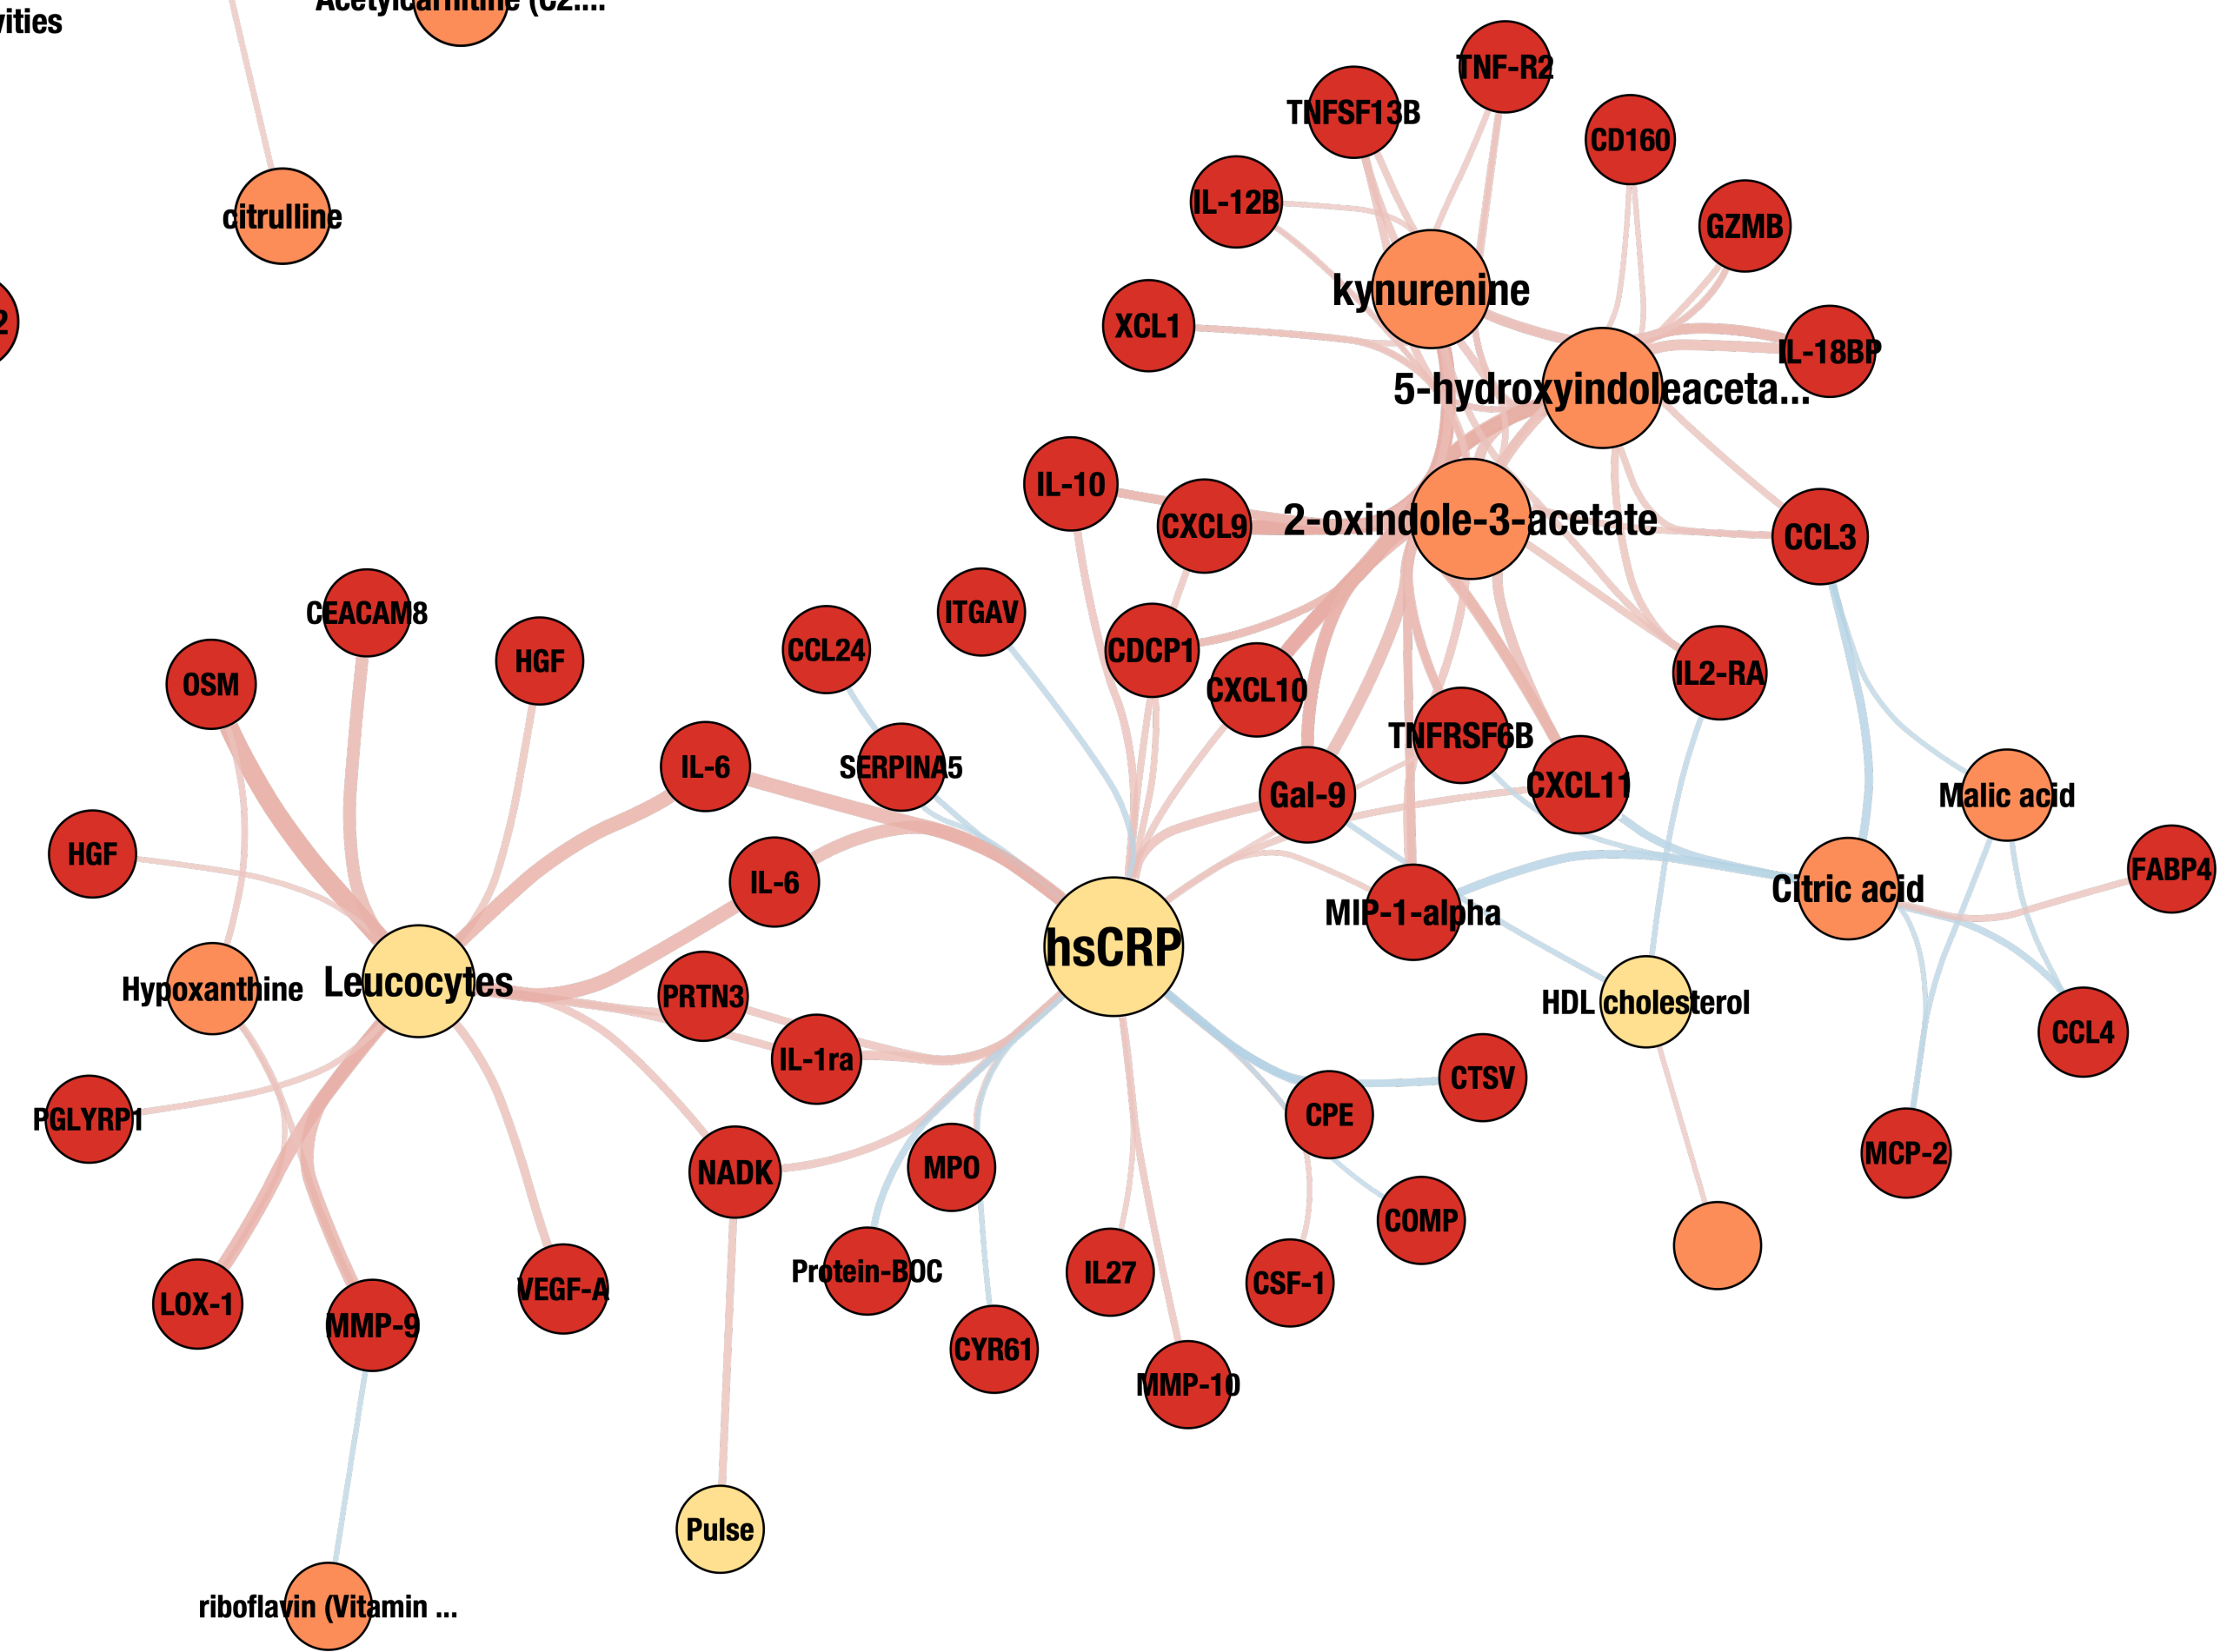 vities
Acetylcarnitine (C2....
TNF-R2
TNFSF13B
CD160
IL-12B
citrulline
GZMB
kynurenine
2
XCL1
IL-18BP
5-hydroxyindoleaceta...
IL-10
2-oxindole-3-acetate
CXCL9
CCL3
CEACAM8
ITGAV
HGF
CCL24
CDCP1
IL2-RA
OSM
CXCL10
TNFRSF6B
IL-6
SERPINA5
CXCL11
Gal-9
Malic acid
HGF
FABP4
IL-6
Citric acid
MIP-1-alpha
hsCRP
Leucocytes
Hypoxanthine
PRTN3
HDL cholesterol
CCL4
IL-1ra
CTSV
CPE
PGLYRP1
MCP-2
MPO
NADK
COMP
Protein-BOC
IL27
CSF-1
VEGF-A
LOX-1
MMP-9
CYR61
MMP-10
Pulse
riboflavin (Vitamin ...